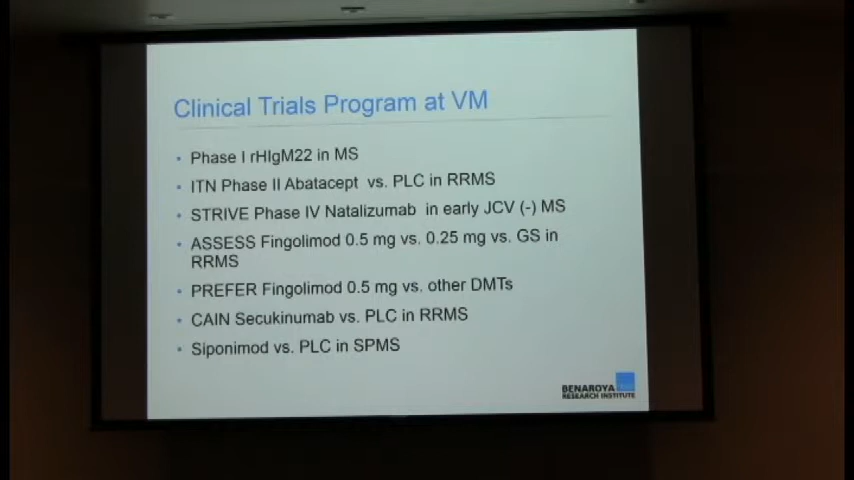 Clinical Trials Program at VM
• Phase I rHIgM22 in MS
• ITN Phase II Abatacept vs. PLC in RRMS
• STRIVE Phase IV Natalizumab in early JCV (-) MS
• ASSESS Fingolimod 0.5 mg vs. 0.25 mg vs. GS in
RRMS
• PREFER Fingolimod 0.5 mg vs. other DMTs
• CAIN Secukinumab vs. PLC in RRMS
• Siponimod vs. PLC in SPMS
BENAROYA
RESEARCH INSTITUTE